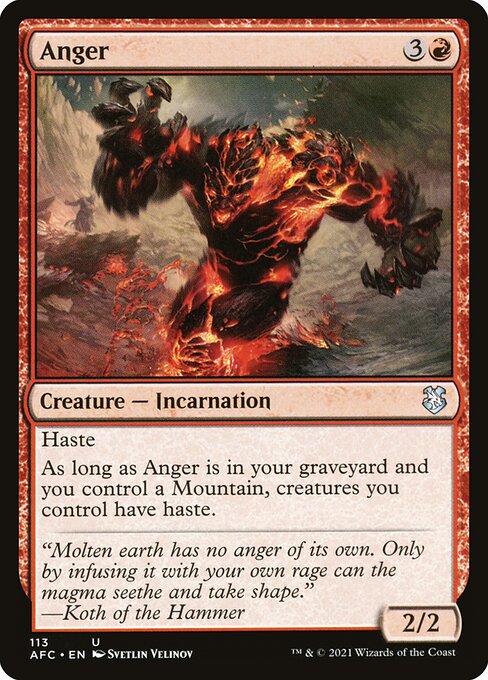 Anger 3
Creature — Incarnation
Haste
As long as Anger is in your graveyard and
you control a Mountain, creatures you
control have haste.
“Molten earth has no anger of its own. Only
by infusing it with your own rage can the
magma seethe and take shape.”
—Koth of the Hammer
2/2
113 U
AFC • EN Svetlin Velinov ™ & © 2021 Wizards of the Coast